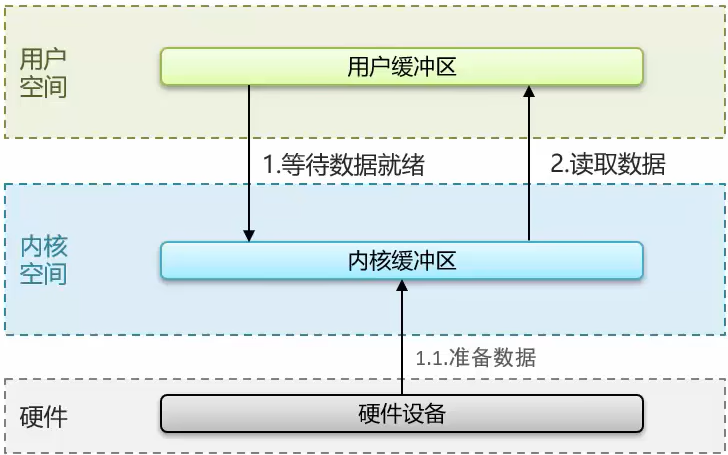 用户
空间
用户缓冲区
1.等待数据就绪
2.读取数据
内核
空间
内核缓冲区
1.1.准备数据
硬件
硬件设备